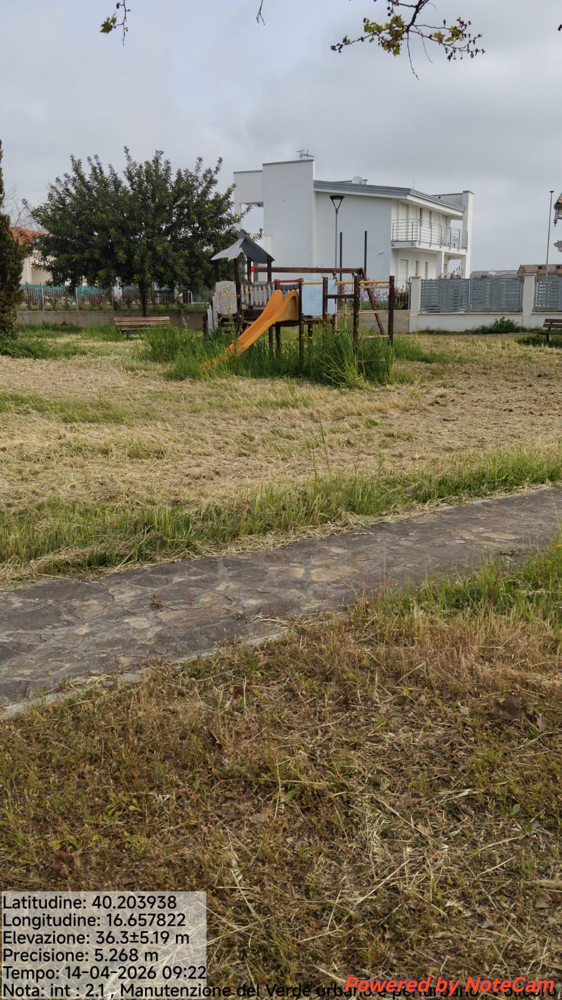 Latitudine: 40.203938
Longitudine: 16.657822
Elevazione: 36.3±5.19 m
Precisione: 5.268 m
Tempo: 14-04-2026 09:22
Nota: int : 2.1 , Manutenzione del Verde
Powered by NoteCam